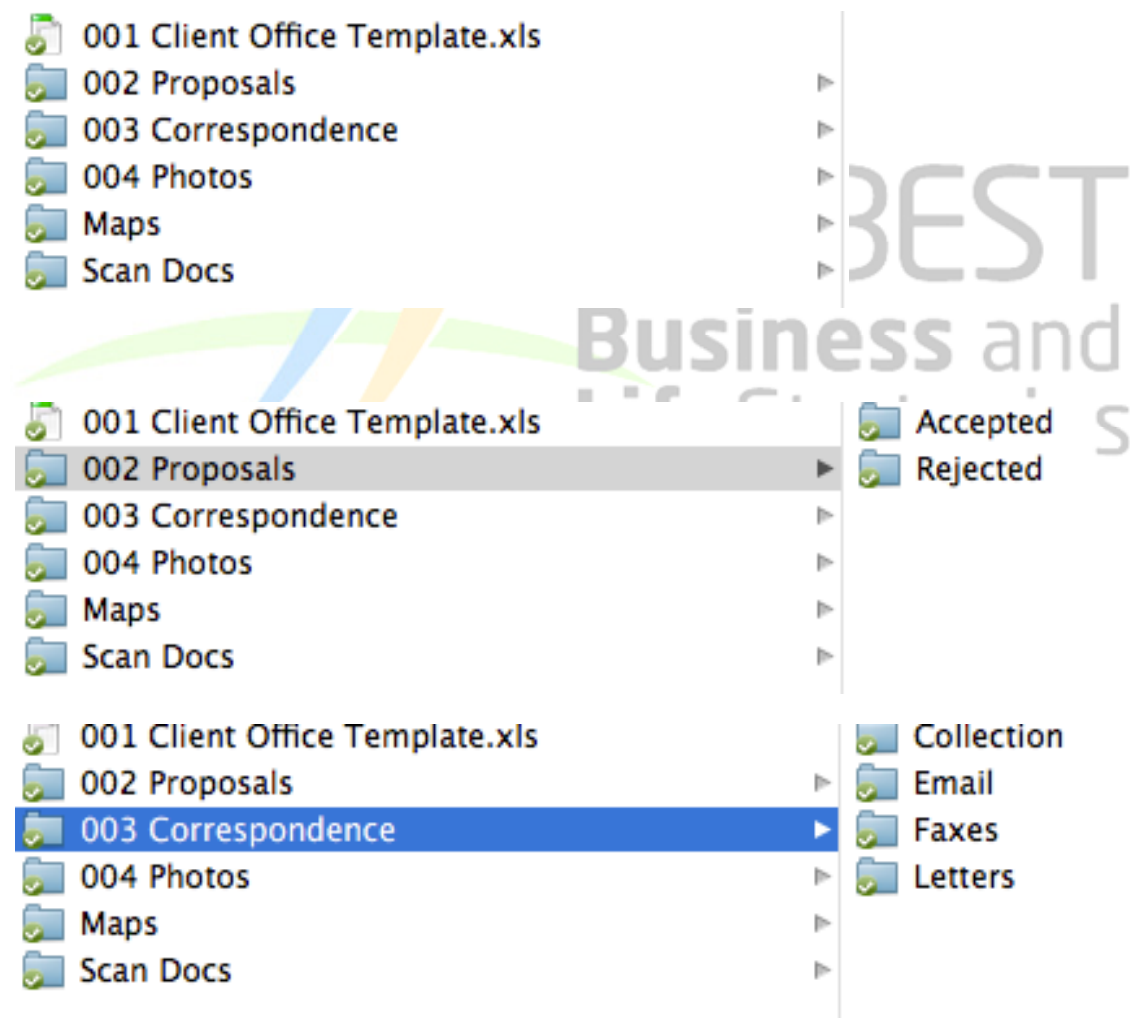 001 Client Office Template.xls
002 Proposals
003 Correspondence
004 Photos
Maps
Scan Docs
BEST
Business and
001 Client Office Template.xls
002 Proposals
003 Correspondence
004 Photos
Maps
Scan Docs
Accepted
Rejected
001 Client Office Template.xls
002 Proposals
003 Correspondence
004 Photos
Maps
Scan Docs
Collection
Email
Faxes
Letters